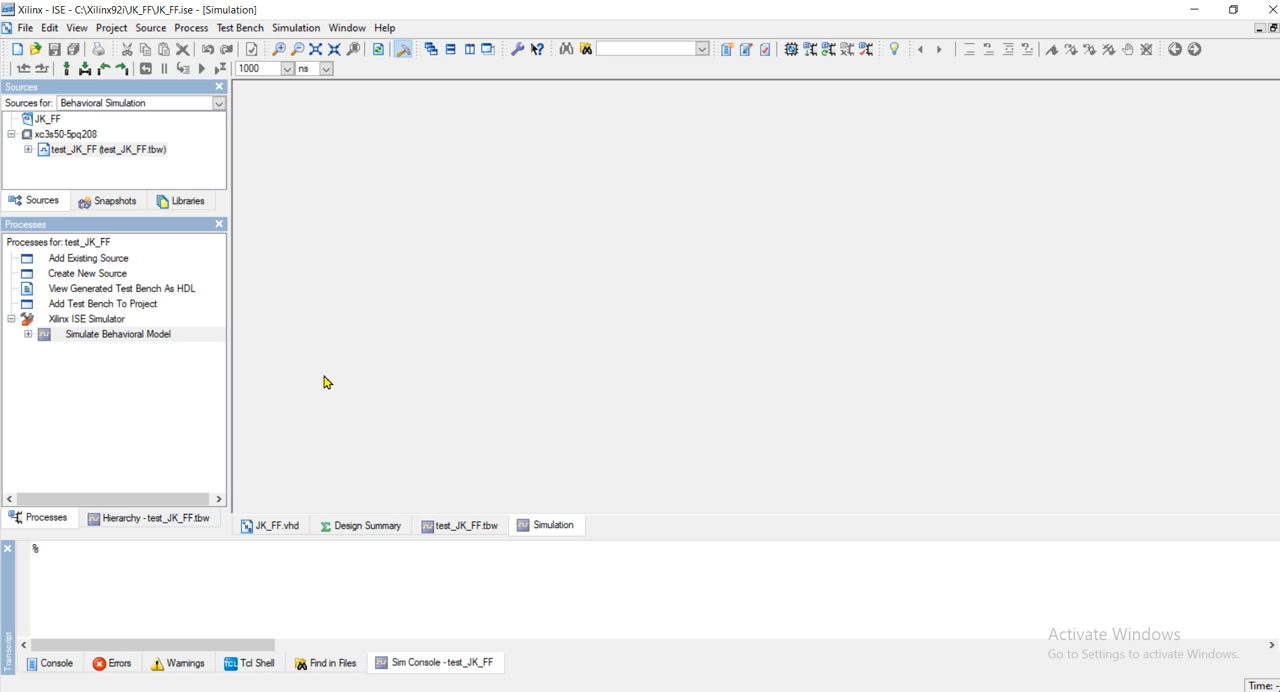 Xilinx - ISE - C:\Xilinx92i\JK_FF\JK_FF.ise - [Simulation]
File Edit View Project Source Process Test Bench Simulation Window Help
1000 ns
Sources
Sources for: Behavioral Simulation
JK_FF
xc3s50-5pq208
test_JK_FF (test_JK_FF.tbw)
Sources Snapshots Libraries
Processes
Processes for: test_JK_FF
Add Existing Source
Create New Source
View Generated Test Bench As HDL
Add Test Bench To Project
Xilinx ISE Simulator
Simulate Behavioral Model
Processes Hierarchy - test_JK_FF.tbw
JK_FF.vhd Design Summary test_JK_FF.tbw Simulation
%
Transcript
Activate Windows
Go to Settings to activate Windows.
Console Errors Warnings Tcl Shell Find in Files Sim Console - test_JK_FF
Time: -